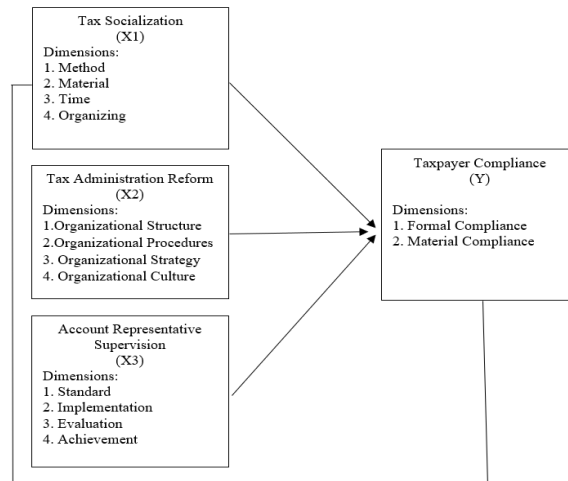 Tax Socialization
(X1)
Dimensions:
1. Method
2. Material
3. Time
4. Organizing
Tax Administration Reform
(X2)
Dimensions:
1.Organizational Structure
2.Organizational Procedures
3. Organizational Strategy
4. Organizational Culture
Account Representative
Supervision
(X3)
Dimensions:
1. Standard
2. Implementation
3. Evaluation
4. Achievement
Taxpayer Compliance
(Y)
Dimensions:
1. Formal Compliance
2. Material Compliance